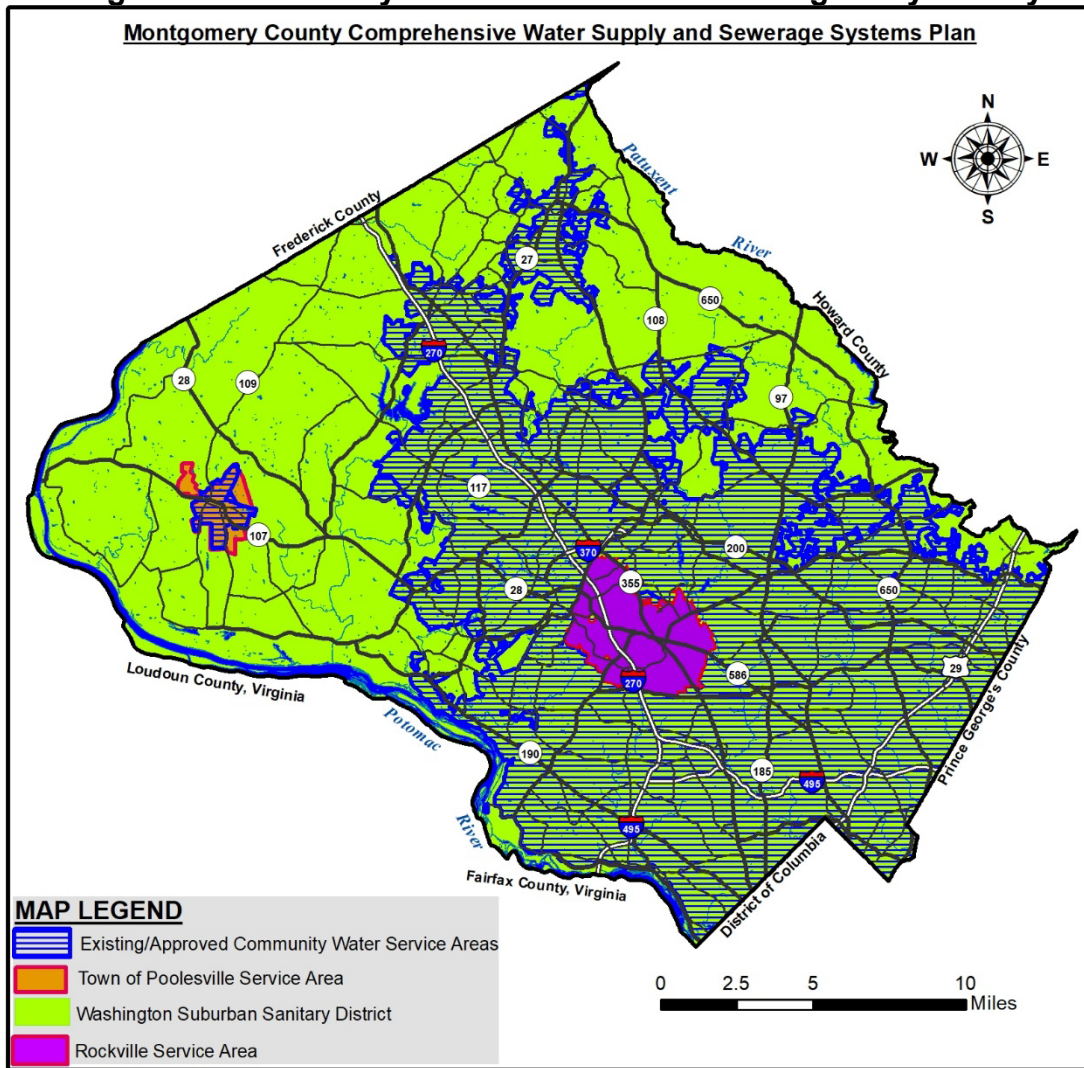 Montgomery County Comprehensive Water Supply and Sewerage Systems Plan
N
W E
S
Patuxent
River
Frederick County
Howard County
27
650
108
270
28
109
97
117
107
370
200
355
28
650
29
586
270
Loudoun County, Virginia
Potomac
River
190
185
495
495
Prince George's County
District of Columbia
Fairfax County, Virginia
MAP LEGEND
Existing/Approved Community Water Service Areas
Town of Poolesville Service Area
Washington Suburban Sanitary District
Rockville Service Area
0 2.5 5 10
Miles